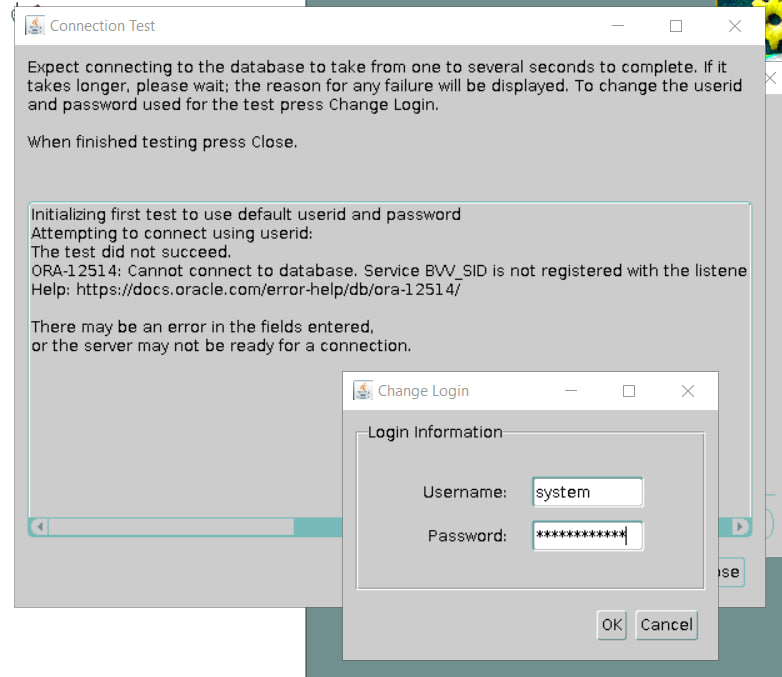 Connection Test
Expect connecting to the database to take from one to several seconds to complete. If it
takes longer, please wait; the reason for any failure will be displayed. To change the userid
and password used for the test press Change Login.
When finished testing press Close.
Initializing first test to use default userid and password
Attempting to connect using userid:
The test did not succeed.
ORA-12514: Cannot connect to database. Service BVV_SID is not registered with the listene
Help: https://docs.oracle.com/error-help/db/ora-12514/
There may be an error in the fields entered,
or the server may not be ready for a connection.
Change Login
Login Information
Username: system
Password: ************
ose
OK Cancel